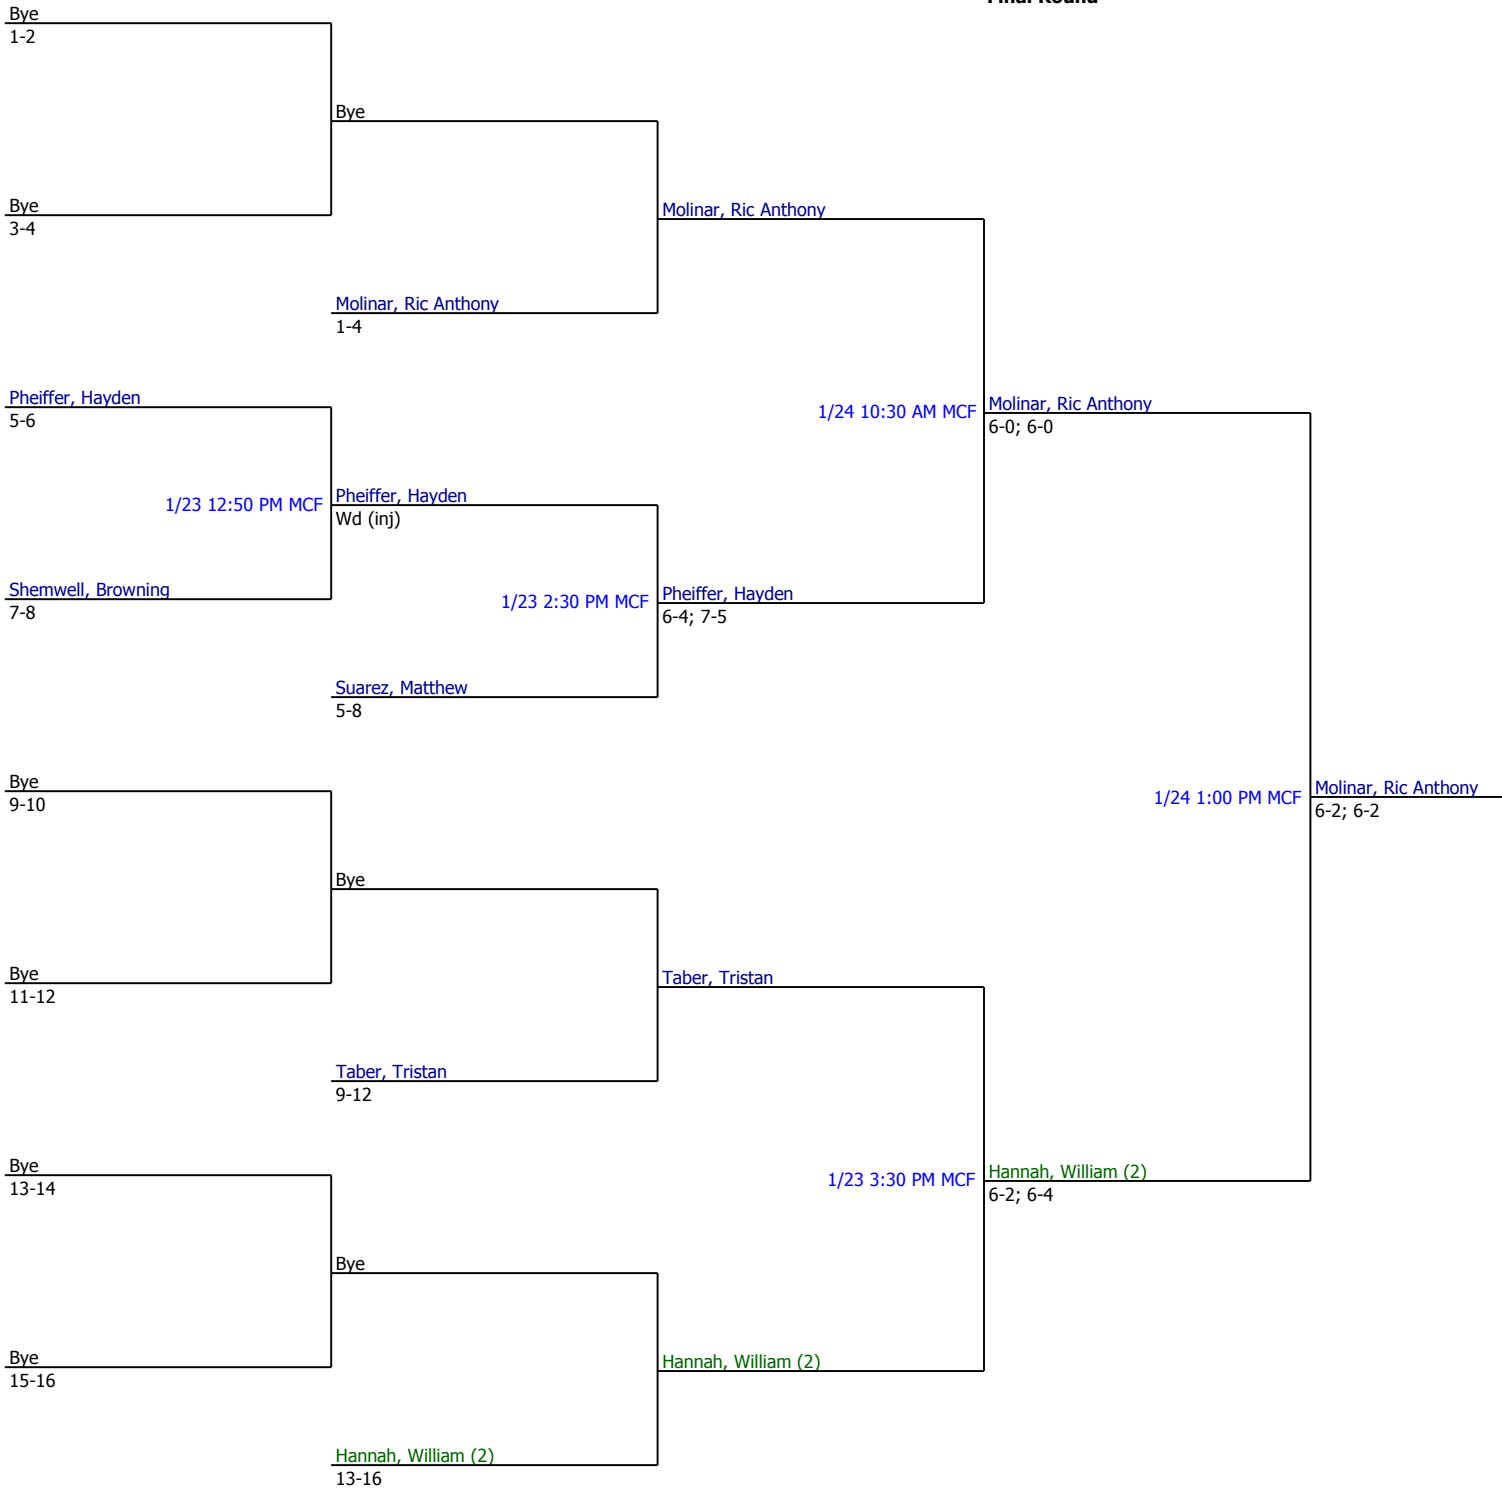 Final Round
Bye
1-2
Bye
Bye
3-4
Molinar, Ric Anthony
Molinar, Ric Anthony
1-4
Pheiffer, Hayden
5-6
1/24 10:30 AM MCF
Molinar, Ric Anthony
6-0; 6-0
1/23 12:50 PM MCF
Pheiffer, Hayden
Wd (inj)
Shemwell, Browning
7-8
1/23 2:30 PM MCF
Pheiffer, Hayden
6-4; 7-5
Suarez, Matthew
5-8
Bye
9-10
1/24 1:00 PM MCF
Molinar, Ric Anthony
6-2; 6-2
Bye
Bye
11-12
Taber, Tristan
Taber, Tristan
9-12
Bye
13-14
1/23 3:30 PM MCF
Hannah, William (2)
6-2; 6-4
Bye
Bye
15-16
Hannah, William (2)
Hannah, William (2)
13-16